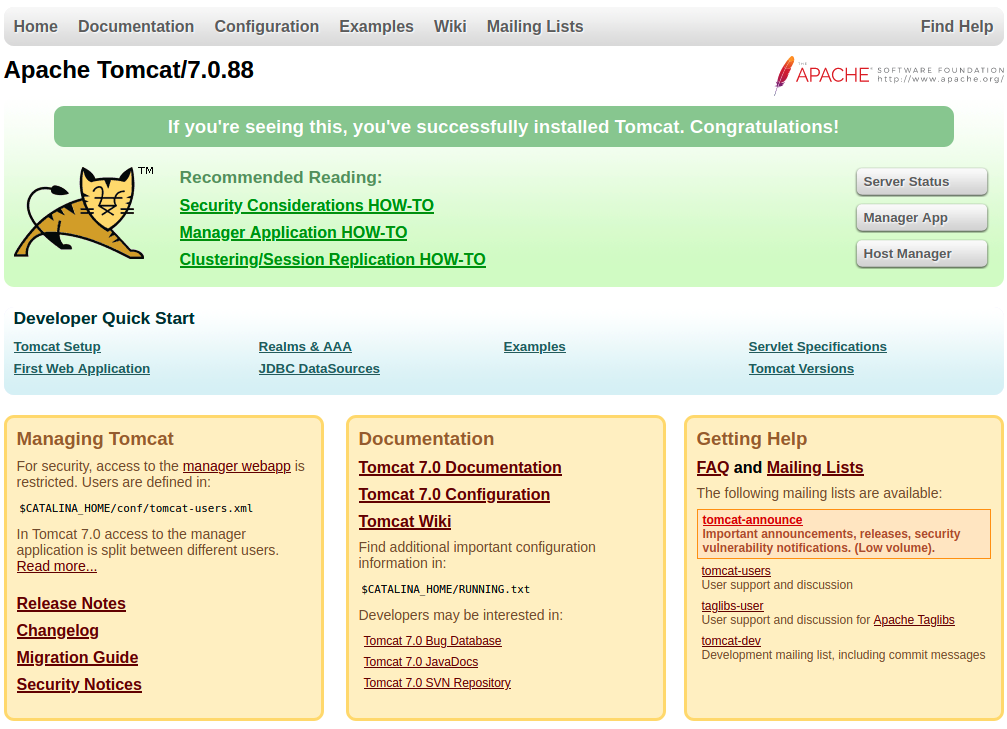 Home Documentation Configuration Examples Wiki Mailing Lists Find Help
Apache Tomcat/7.0.88
THE APACHE® SOFTWARE FOUNDATION
http://www.apache.org/
If you're seeing this, you've successfully installed Tomcat. Congratulations!
TM
Recommended Reading:
Security Considerations HOW-TO
Manager Application HOW-TO
Clustering/Session Replication HOW-TO
Server Status
Manager App
Host Manager
Developer Quick Start
Tomcat Setup
First Web Application
Realms & AAA
JDBC DataSources
Examples
Servlet Specifications
Tomcat Versions
Managing Tomcat
For security, access to the manager webapp is
restricted. Users are defined in:
$CATALINA_HOME/conf/tomcat-users.xml
In Tomcat 7.0 access to the manager
application is split between different users.
Read more...
Release Notes
Changelog
Migration Guide
Security Notices
Documentation
Tomcat 7.0 Documentation
Tomcat 7.0 Configuration
Tomcat Wiki
Find additional important configuration
information in:
$CATALINA_HOME/RUNNING.txt
Developers may be interested in:
Tomcat 7.0 Bug Database
Tomcat 7.0 JavaDocs
Tomcat 7.0 SVN Repository
Getting Help
FAQ and Mailing Lists
The following mailing lists are available:
tomcat-announce
Important announcements, releases, security
vulnerability notifications. (Low volume).
tomcat-users
User support and discussion
taglibs-user
User support and discussion for Apache Taglibs
tomcat-dev
Development mailing list, including commit messages